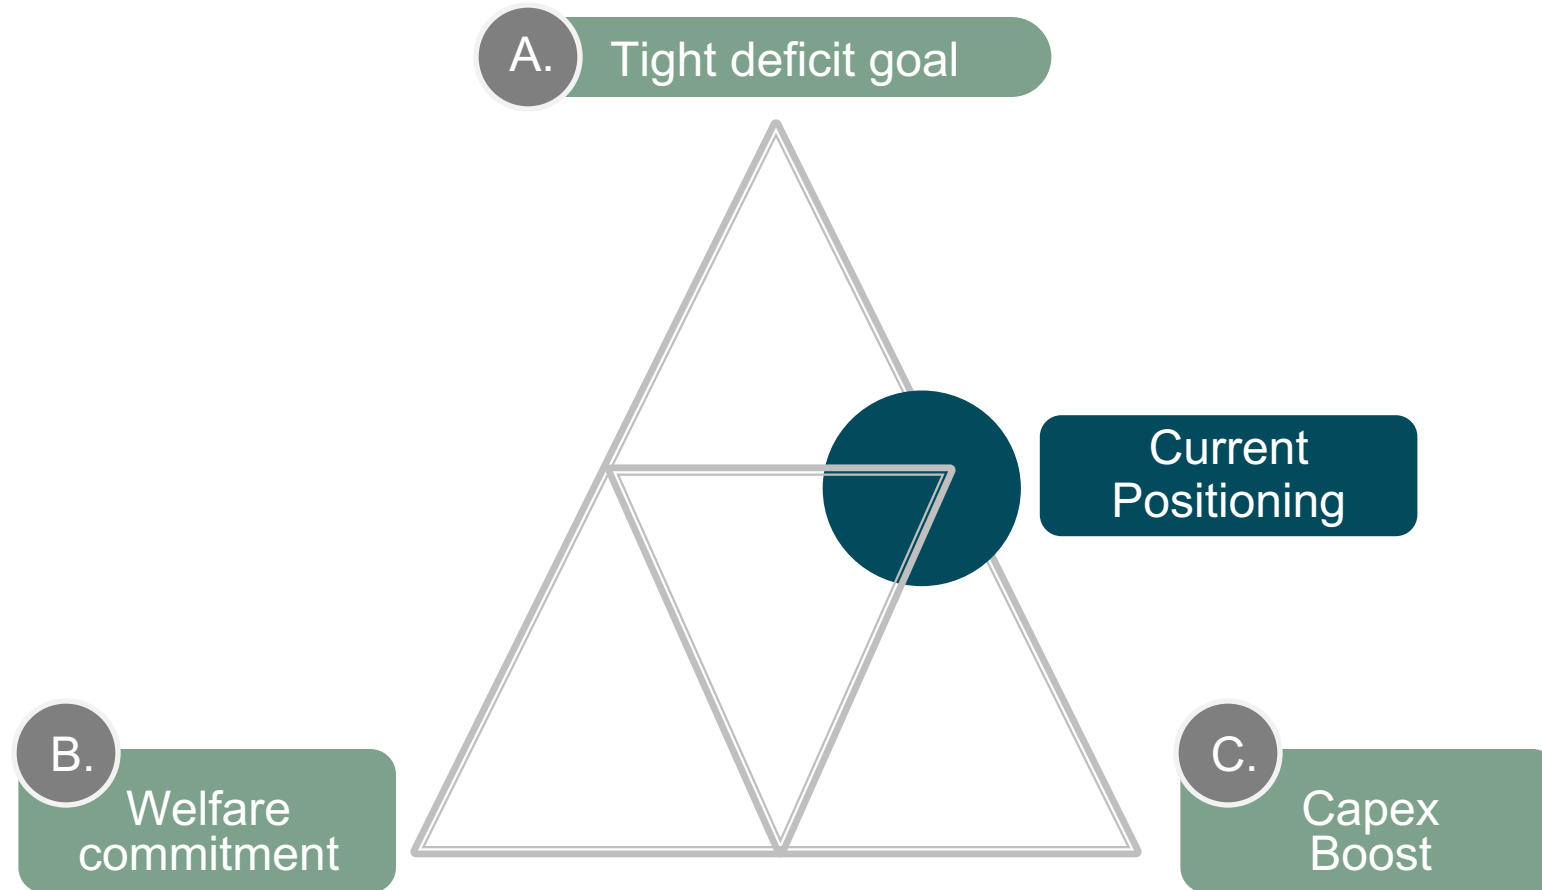 A.
Tight deficit goal
Current
Positioning
B.
Welfare
commitment
C.
Capex
Boost